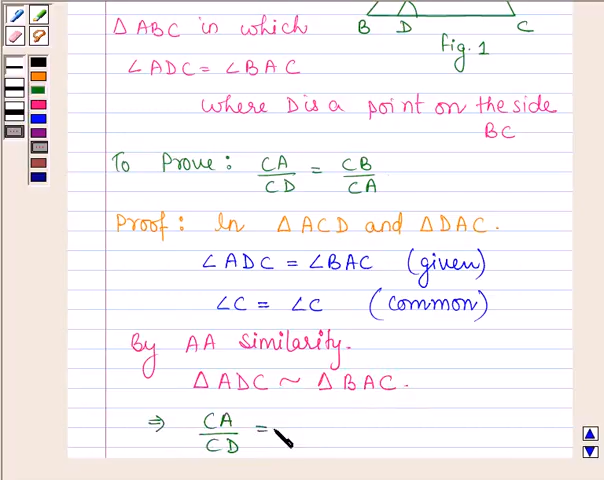 △ABC in which
B D C
Fig. 1
∠ADC = ∠BAC
where D is a point on the side
BC
To Prove : CA/CD = CB/CA
Proof : In △ACD and △DAC.
∠ADC = ∠BAC (given)
∠C = ∠C (common)
By AA similarity.
△ADC ~ △BAC.
⇒ CA/CD =